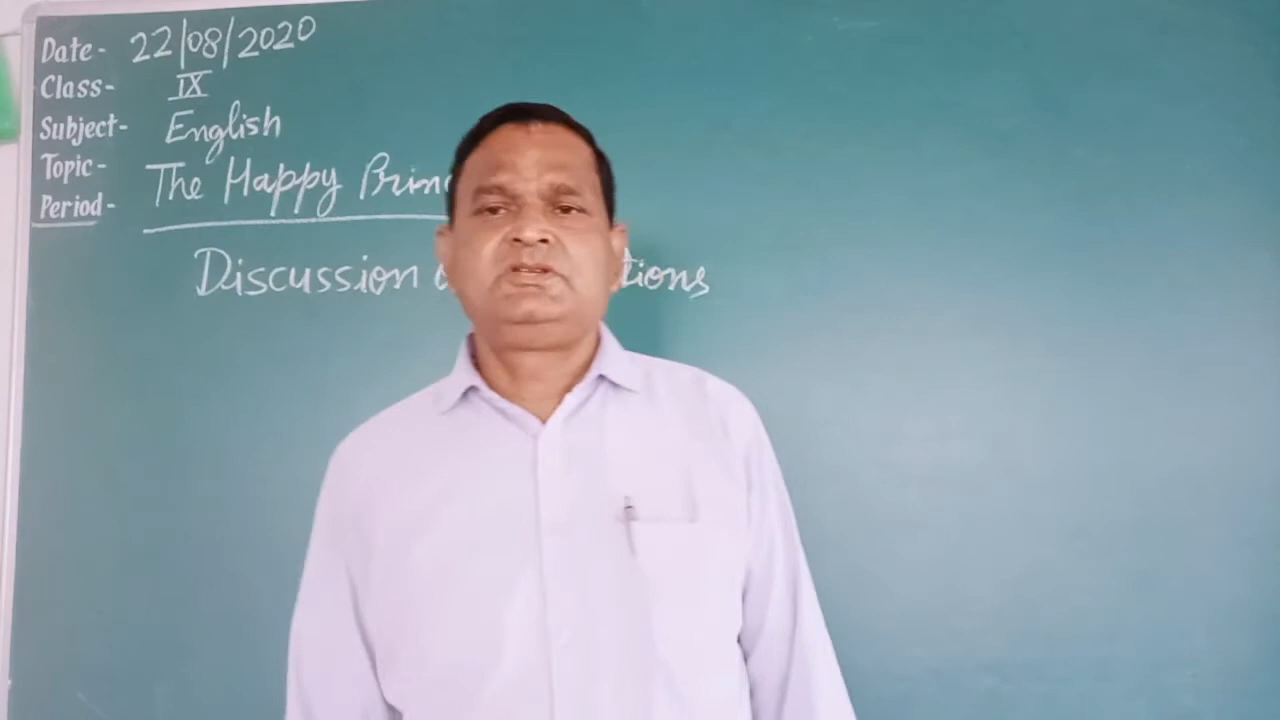 Date- 22/08/2020
Class- IX
Subject- English
Topic- The Happy
Period-
Discussion